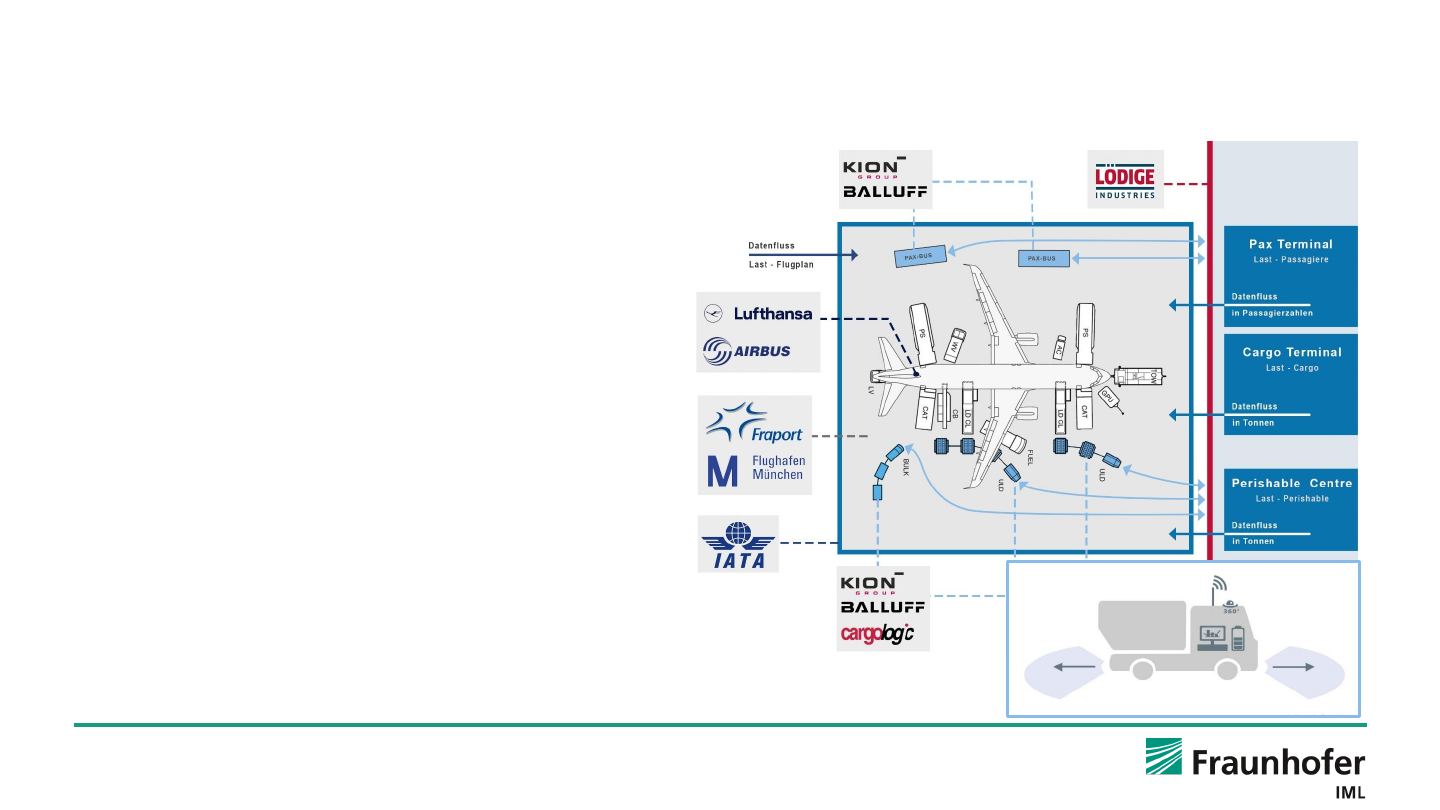 KION
GROUP
BALLUFF
LÖDIGE
INDUSTRIES
Datenfluss
Last - Flugplan
PAX-BUS
PAX-BUS
Pax Terminal
Last - Passagiere
Datenfluss
in Passagierzahlen
Lufthansa
AIRBUS
PS
WV
AC
PS
Cargo Terminal
Last - Cargo
Datenfluss
in Tonnen
LV
TOW
GPU
CAT
CB
LD CL
LD CL
CAT
Fraport
Flughafen
München
M
BULK
ULD
FUEL
ULD
Perishable Centre
Last - Perishable
Datenfluss
in Tonnen
IATA
KION
GROUP
BALLUFF
cargologic
360°
Fraunhofer
IML